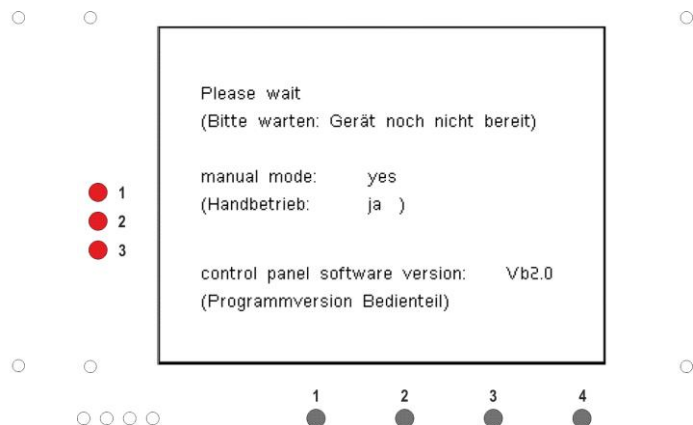 Please wait
(Bitte warten: Gerät noch nicht bereit)
manual mode: yes
(Handbetrieb: ja )
1
2
3
control panel software version: Vb2.0
(Programmversion Bedienteil)
1 2 3 4